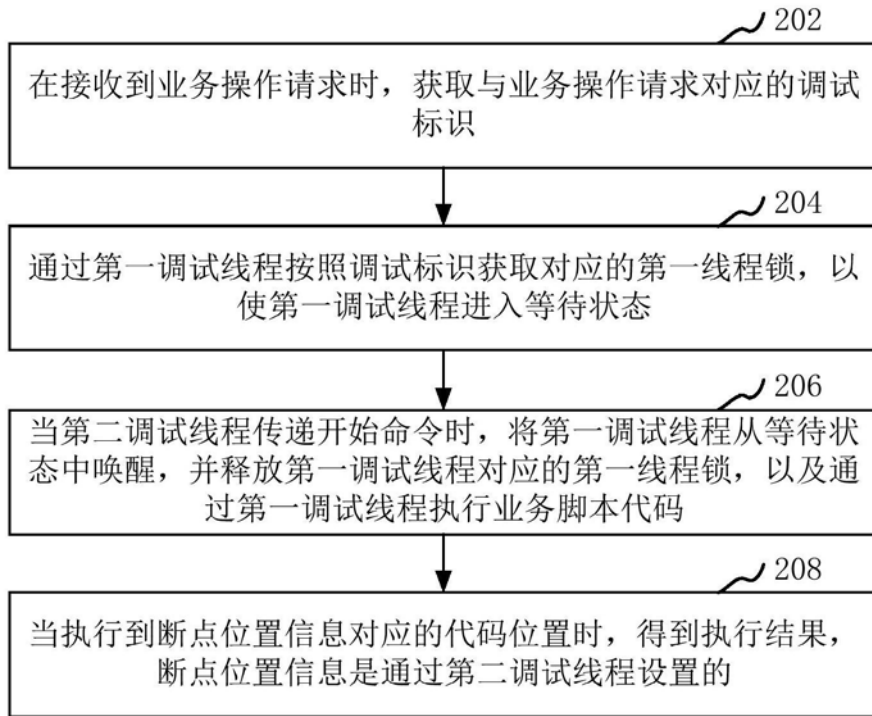 202
在接收到业务操作请求时，获取与业务操作请求对应的调试
标识
204
通过第一调试线程按照调试标识获取对应的第一线程锁，以
使第一调试线程进入等待状态
206
当第二调试线程传递开始命令时，将第一调试线程从等待状
态中唤醒，并释放第一调试线程对应的第一线程锁，以及通
过第一调试线程执行业务脚本代码
208
当执行到断点位置信息对应的代码位置时，得到执行结果，
断点位置信息是通过第二调试线程设置的